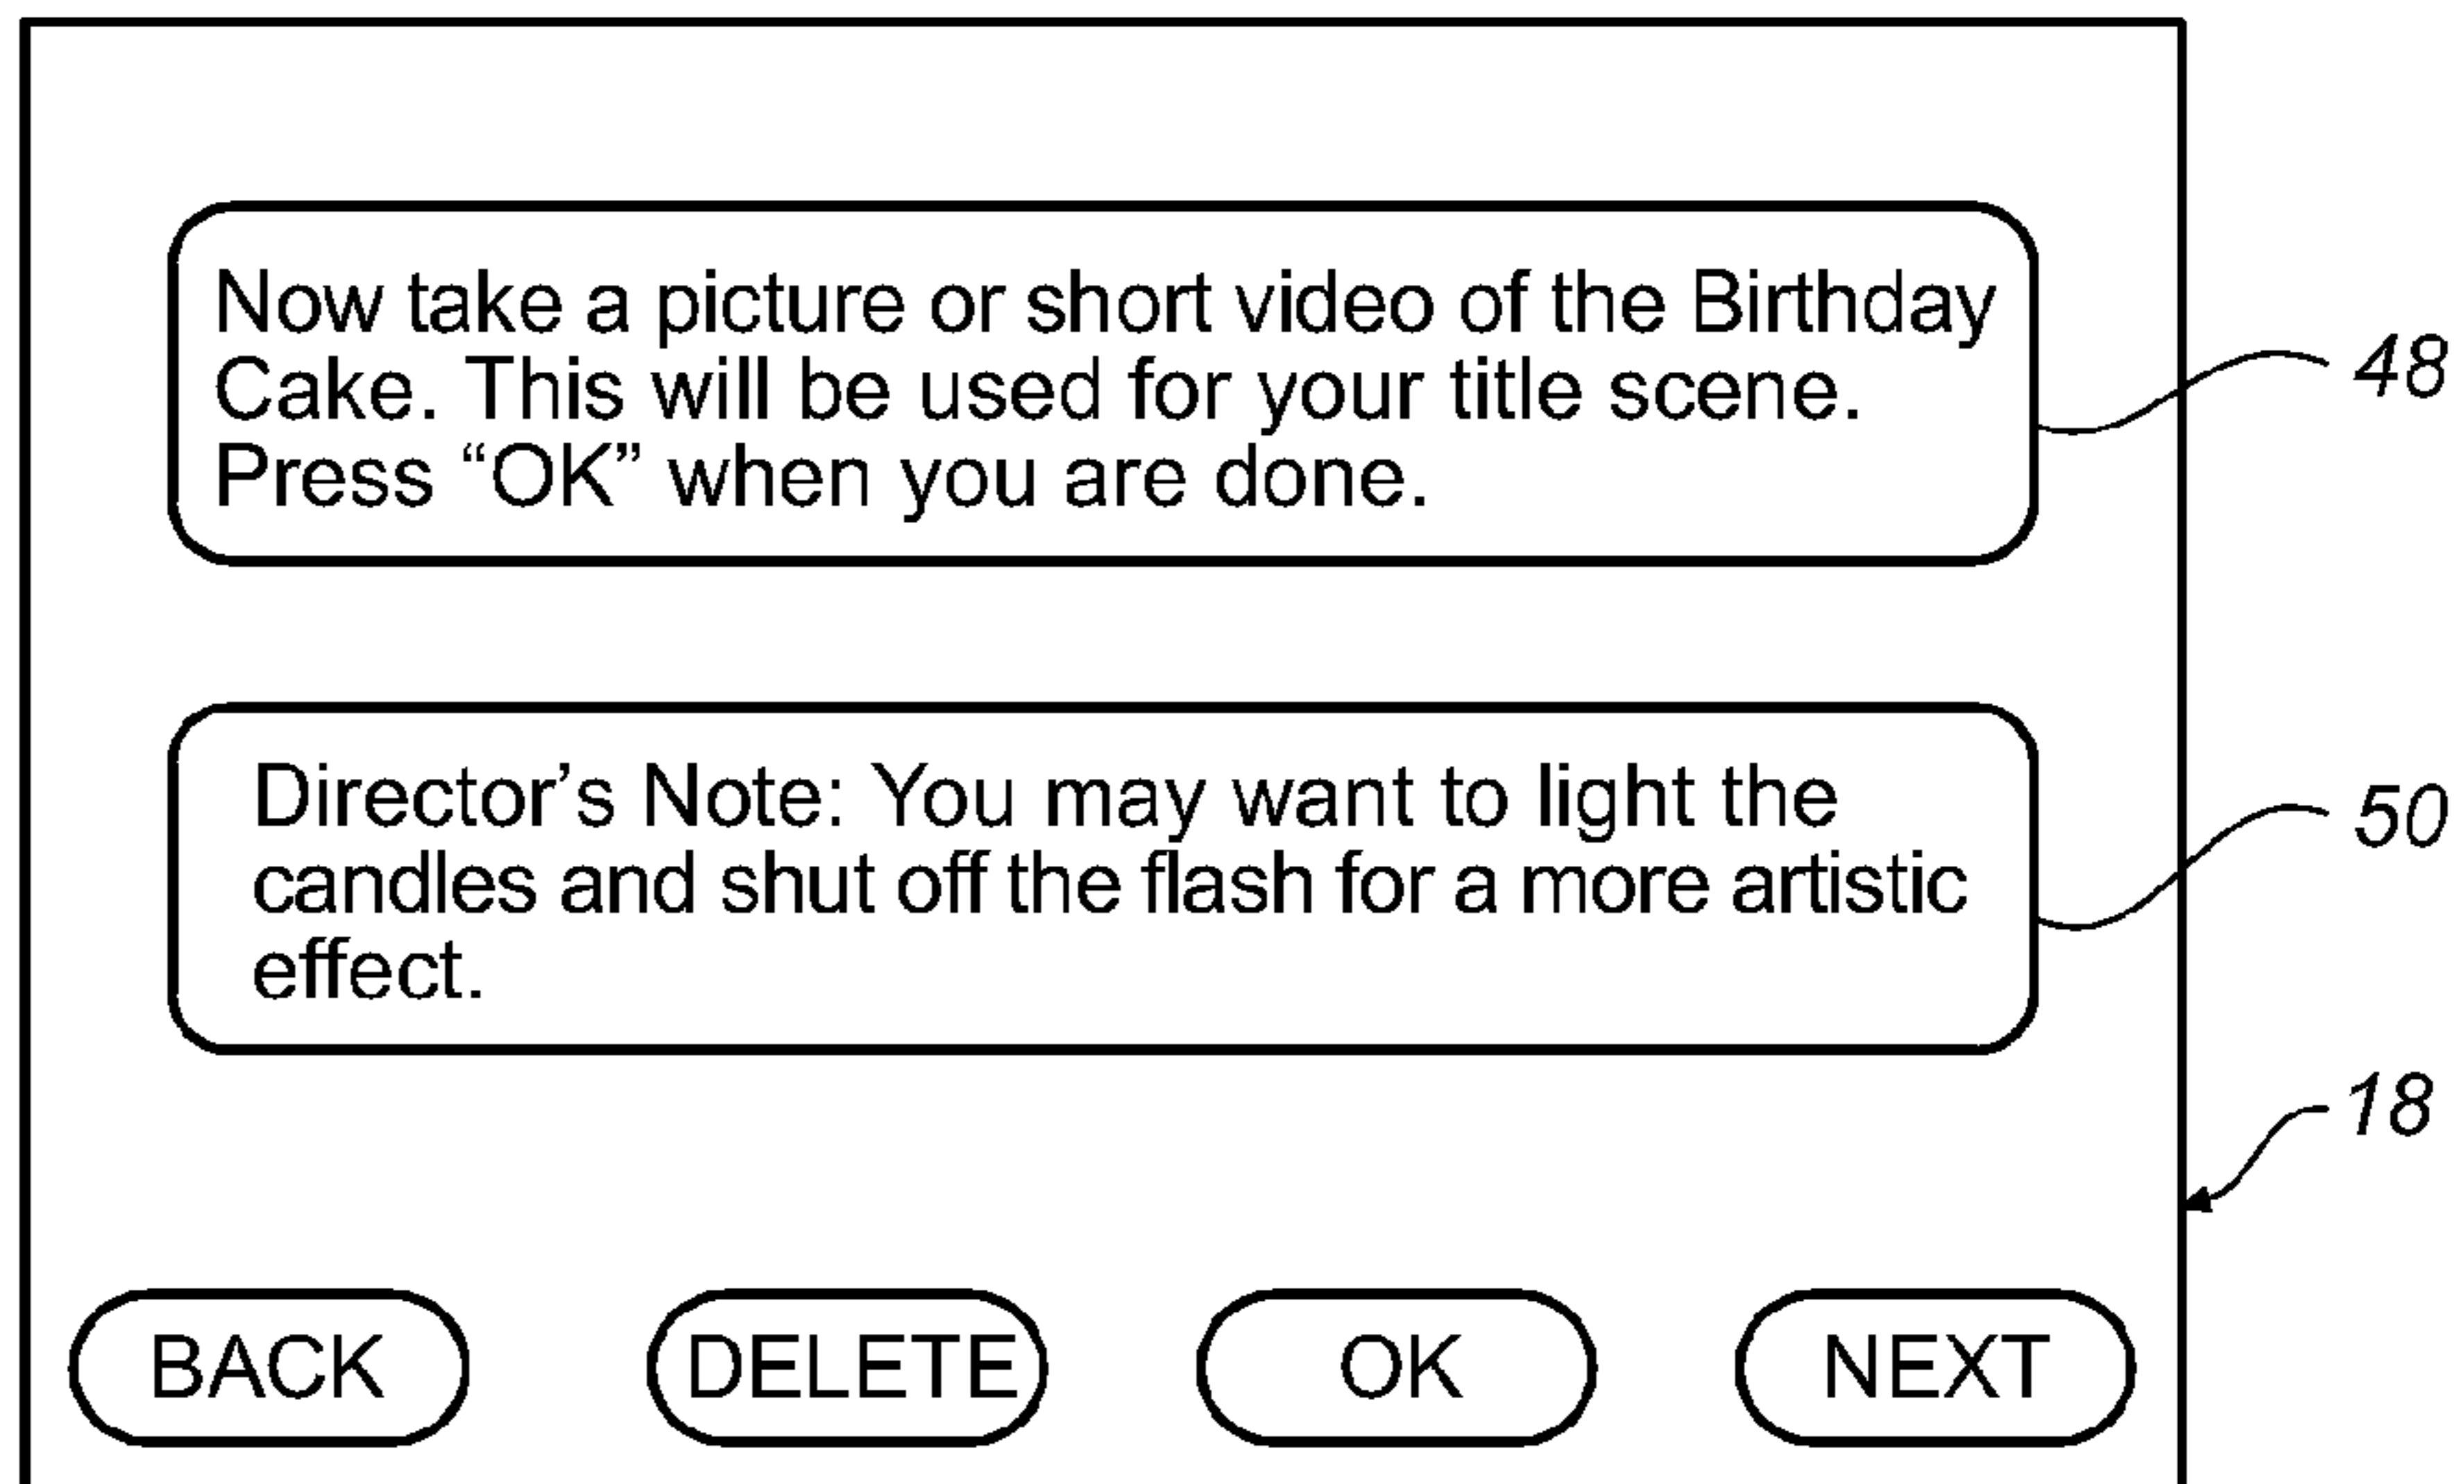 Now take a picture or short video of the Birthday
Cake. This will be used for your title scene.
Press “OK” when you are done.
48
Director’s Note: You may want to light the
candles and shut off the flash for a more artistic
effect.
50
18
BACK DELETE OK NEXT